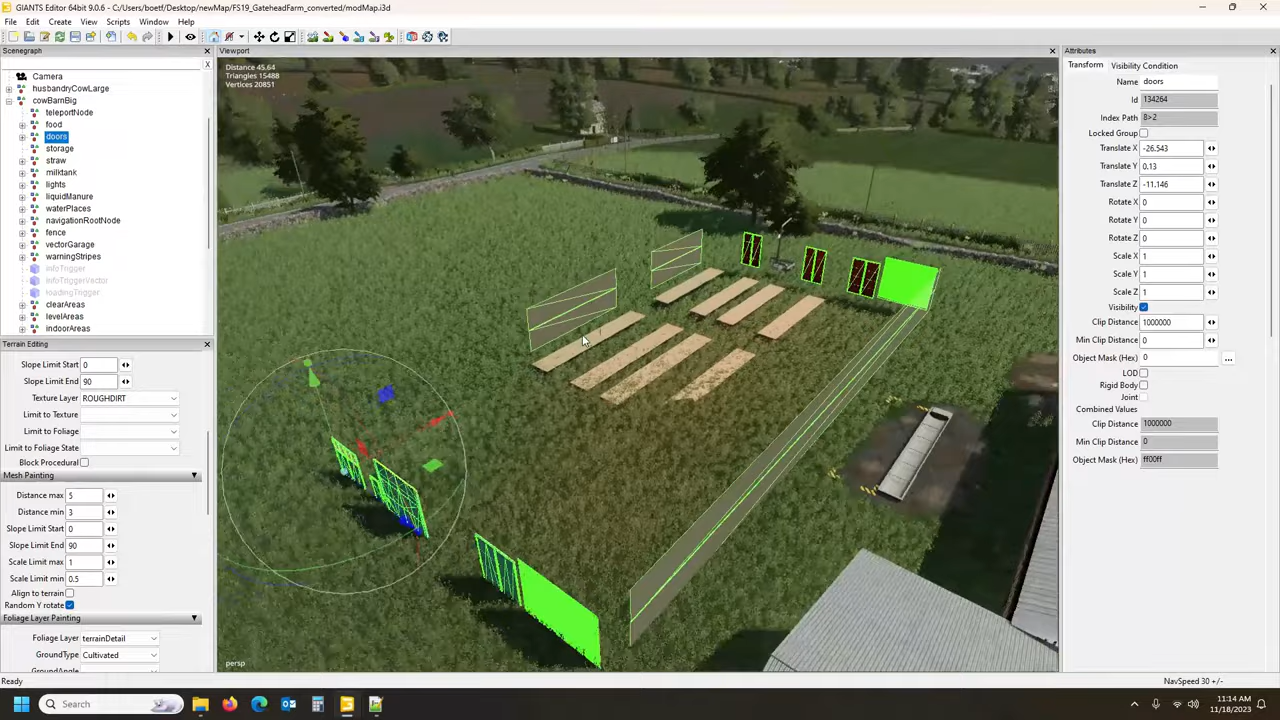 GIANTS Editor 64bit 9.0.6 - C:/Users/boetf/Desktop/newMap/FS19_GateheadFarm_converted/modMap.i3d
File Edit Create View Scripts Window Help
Scenegraph
Camera
husbandryCowLarge
cowBarnBig
teleportNode
food
doors
storage
straw
milktank
lights
liquidManure
waterPlaces
navigationRootNode
fence
vectorGarage
warningStripes
infoTrigger
infoTriggerVector
loadingTrigger
clearAreas
levelAreas
indoorAreas
Terrain Editing
Slope Limit Start 0
Slope Limit End 90
Texture Layer ROUGHDIRT
Limit to Texture
Limit to Foliage
Limit to Foliage State
Block Procedural
Mesh Painting
Distance max 5
Distance min 3
Slope Limit Start 0
Slope Limit End 90
Scale Limit max 1
Scale Limit min 0.5
Align to terrain
Random Y rotate
Foliage Layer Painting
Foliage Layer terrainDetail
GroundType Cultivated
GroundAngle
Viewport
Distance 45.64
Triangles 15488
Vertices 20851
persp
Attributes
Transform Visibility Condition
Name doors
Id 134264
Index Path 8>2
Locked Group
Translate X -26.543
Translate Y 0.13
Translate Z -11.146
Rotate X 0
Rotate Y 0
Rotate Z 0
Scale X 1
Scale Y 1
Scale Z 1
Visibility
Clip Distance 1000000
Min Clip Distance 0
Object Mask (Hex) 0 ...
LOD
Rigid Body
Joint
Combined Values
Clip Distance 1000000
Min Clip Distance 0
Object Mask (Hex) ff00ff
Ready
NavSpeed 30 +/-
Search
11:14 AM
11/18/2023